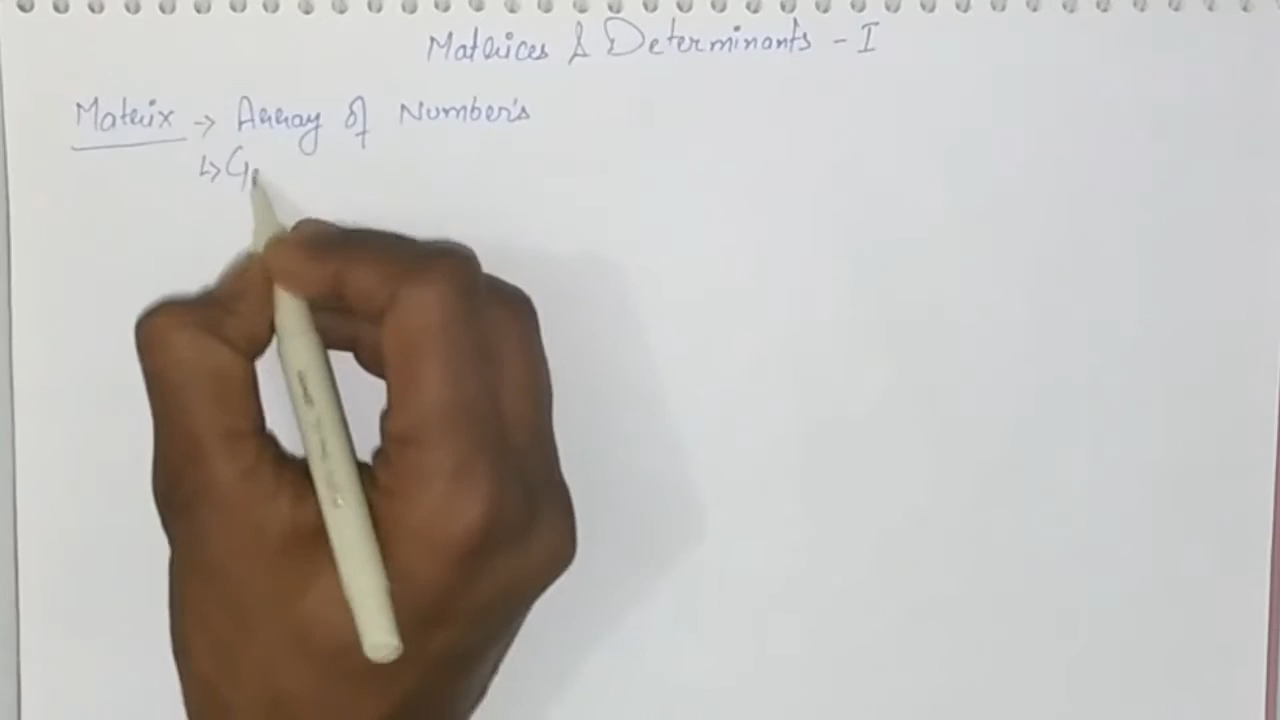 Matrices & Determinants - I
Matrix → Array of Number's
↳ G